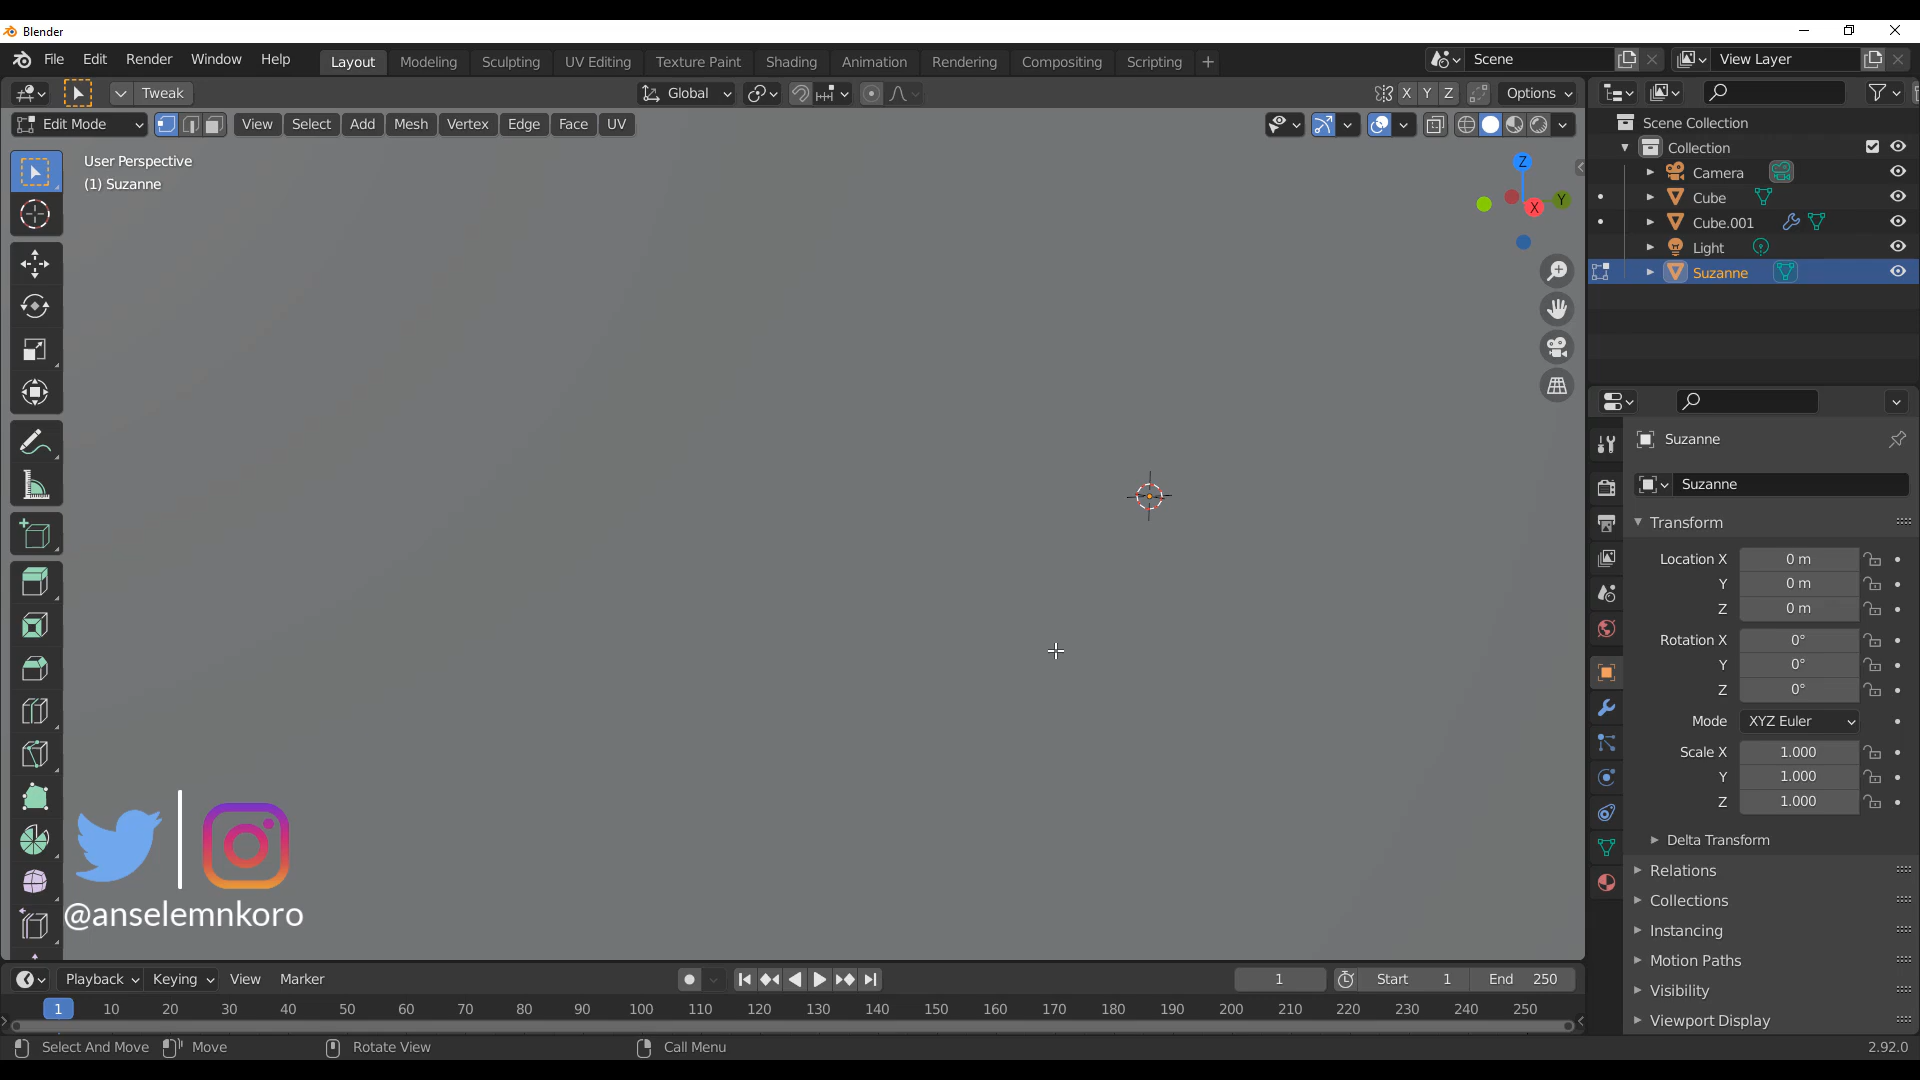 Blender
File Edit Render Window Help Layout Modeling Sculpting UV Editing Texture Paint Shading Animation Rendering Compositing Scripting + Scene View Layer
Tweak Global X Y Z Options
Edit Mode View Select Add Mesh Vertex Edge Face UV
User Perspective
(1) Suzanne
Z
Y
X
Scene Collection
Collection
Camera
Cube
Cube.001
Light
Suzanne
Suzanne
Suzanne
Transform
Location X 0 m
Y 0 m
Z 0 m
Rotation X 0°
Y 0°
Z 0°
Mode XYZ Euler
Scale X 1.000
Y 1.000
Z 1.000
Delta Transform
Relations
Collections
Instancing
Motion Paths
Visibility
Viewport Display
@anselemnkoro
Playback Keying View Marker 1 Start 1 End 250
1 10 20 30 40 50 60 70 80 90 100 110 120 130 140 150 160 170 180 190 200 210 220 230 240 250
Select And Move Move Rotate View Call Menu 2.92.0